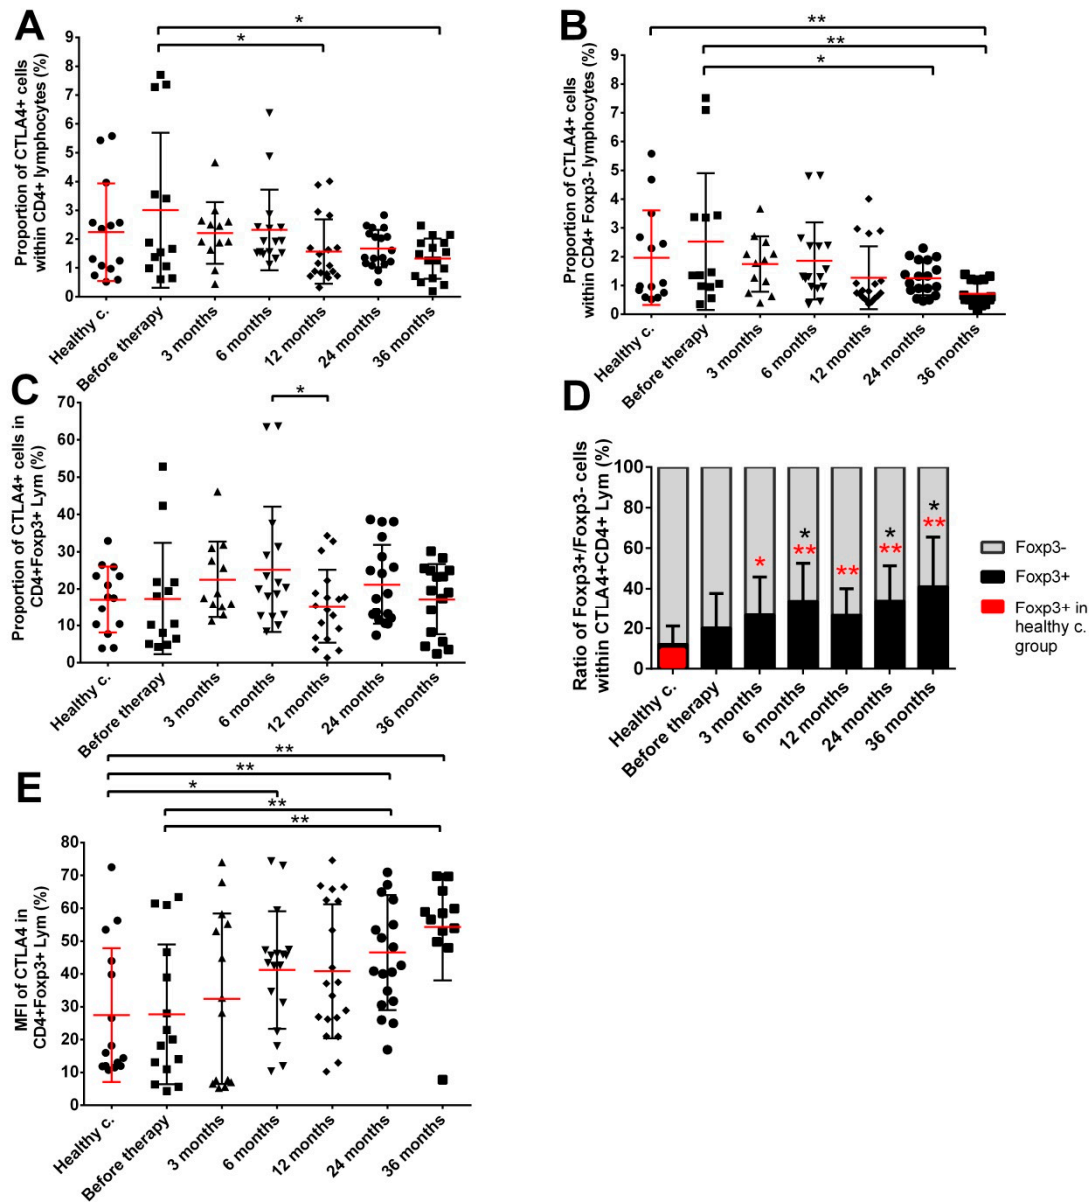 A
*
*
Proportion of CTLA4+ cells
within CD4+ lymphocytes (%)
9
8
7
6
5
4
3
2
1
0
Healthy c.
Before therapy
3 months
6 months
12 months
24 months
36 months
B
**
**
*
Proportion of CTLA4+ cells
within CD4+ Foxp3- lymphocytes (%)
9
8
7
6
5
4
3
2
1
0
Healthy c.
Before therapy
3 months
6 months
12 months
24 months
36 months
C
*
Proportion of CTLA4+ cells in
CD4+Foxp3+ Lym (%)
70
60
50
40
30
20
10
0
Healthy c.
Before therapy
3 months
6 months
12 months
24 months
36 months
D
Ratio of Foxp3+/Foxp3- cells
within CTLA4+CD4+ Lym (%)
100
80
60
40
20
0
*
*
**
**
*
**
*
**
Healthy c.
Before therapy
3 months
6 months
12 months
24 months
36 months
Foxp3-
Foxp3+
Foxp3+ in
healthy c.
group
E
**
**
*
**
**
MFI of CTLA4 in
CD4+Foxp3+ Lym (%)
80
70
60
50
40
30
20
10
0
Healthy c.
Before therapy
3 months
6 months
12 months
24 months
36 months